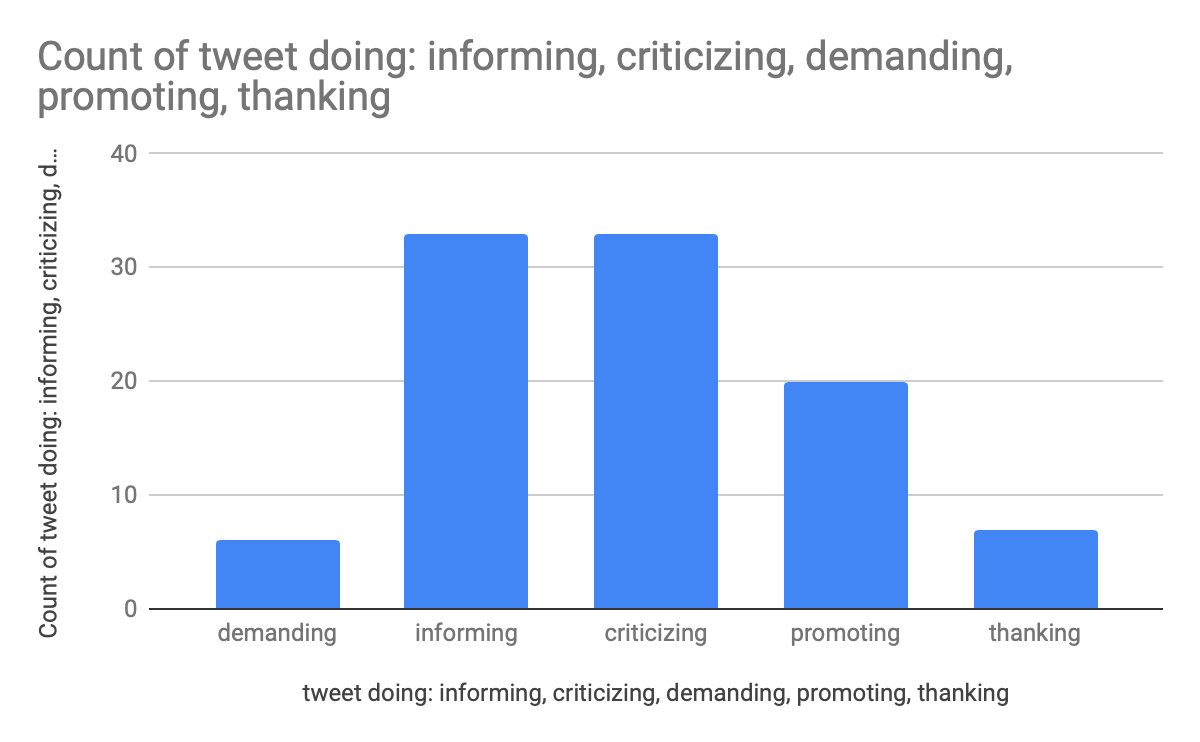 Count of tweet doing: informing, criticizing, demanding,
promoting, thanking
Count of tweet doing: informing, criticizing, d...
40
30
20
10
0
demanding
informing
criticizing
promoting
thanking
tweet doing: informing, criticizing, demanding, promoting, thanking